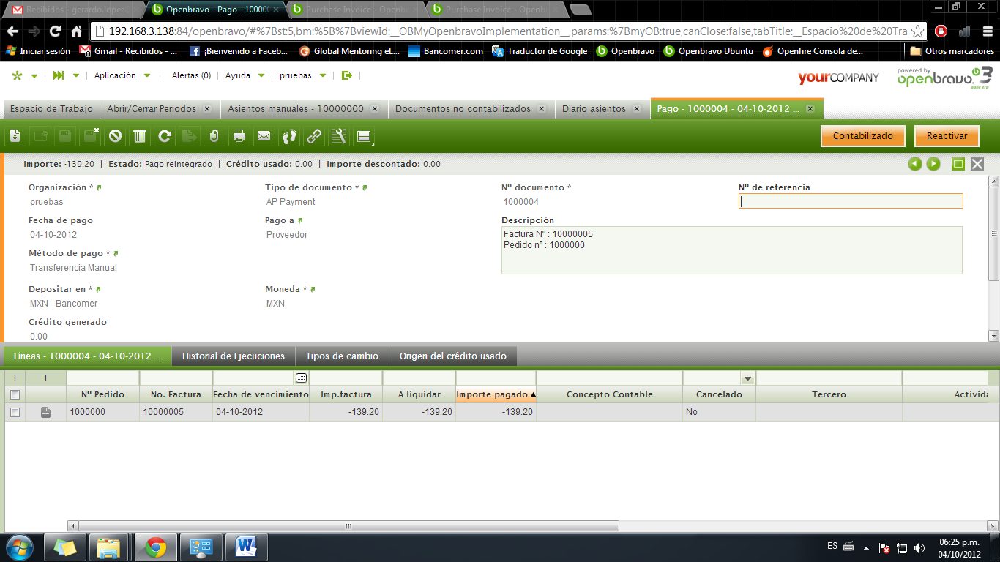 Recibidos - gerardo.lopez
Openbravo - Pago - 10000
Purchase Invoice - Openb
Purchase Invoice - Openb
192.168.3.138:84/openbravo/#%7Bst:5,bm:%5B%7BviewId:__OBMyOpenbravoImplementation__,params:%7BmyOB:true,canClose:false,tabTitle:__Espacio%20de%20Tra
Iniciar sesión
Gmail - Recibidos - ...
¡Bienvenido a Faceb...
Global Mentoring eL...
Bancomer.com
Traductor de Google
Openbravo
Openbravo Ubuntu
Openfire Consola de...
Otros marcadores
Aplicación
Alertas (0)
Ayuda
pruebas
yourCOMPANY
powered by
openbravo 3
agile erp
Espacio de Trabajo
Abrir/Cerrar Periodos
Asientos manuales - 10000000
Documentos no contabilizados
Diario asientos
Pago - 1000004 - 04-10-2012 ...
Contabilizado
Reactivar
Importe: -139.20 | Estado: Pago reintegrado | Crédito usado: 0.00 | Importe descontado: 0.00
Organización *
Tipo de documento *
Nº documento *
Nº de referencia
pruebas
AP Payment
1000004
Fecha de pago
Pago a
Descripción
04-10-2012
Proveedor
Factura Nº : 10000005
Pedido nº : 1000000
Método de pago *
Transferencia Manual
Depositar en *
Moneda *
MXN - Bancomer
MXN
Crédito generado
0.00
Líneas - 1000004 - 04-10-2012 ...
Historial de Ejecuciones
Tipos de cambio
Origen del crédito usado
1 1
Nº Pedido No. Factura Fecha de vencimiento Imp.factura A liquidar Importe pagado Concepto Contable Cancelado Tercero Activida
1000000 10000005 04-10-2012 -139.20 -139.20 -139.20 No
ES
06:25 p.m.
04/10/2012